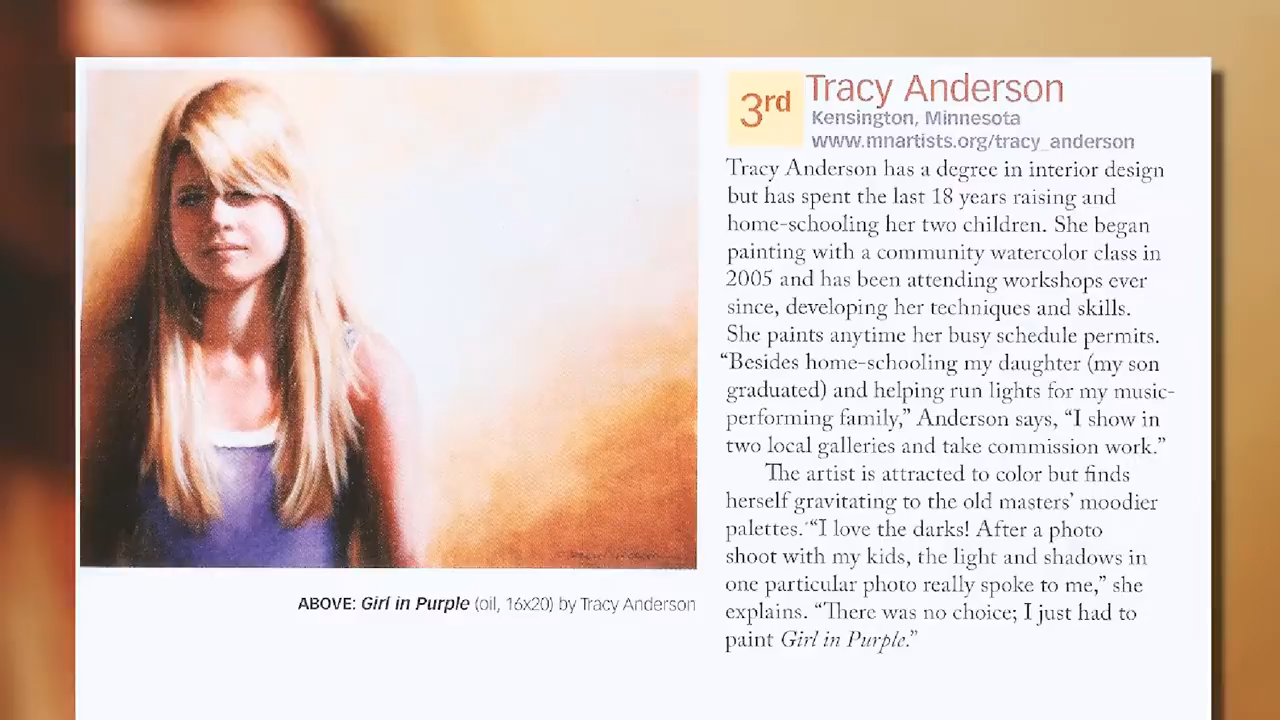 3rd
Tracy Anderson
Kensington, Minnesota
www.mnartists.org/tracy_anderson
Tracy Anderson has a degree in interior design
but has spent the last 18 years raising and
home-schooling her two children. She began
painting with a community watercolor class in
2005 and has been attending workshops ever
since, developing her techniques and skills.
She paints anytime her busy schedule permits.
“Besides home-schooling my daughter (my son
graduated) and helping run lights for my music-
performing family,” Anderson says, “I show in
two local galleries and take commission work.”
The artist is attracted to color but finds
herself gravitating to the old masters’ moodier
palettes. “I love the darks! After a photo
shoot with my kids, the light and shadows in
one particular photo really spoke to me,” she
explains. “There was no choice; I just had to
paint Girl in Purple.”
ABOVE: Girl in Purple (oil, 16x20) by Tracy Anderson